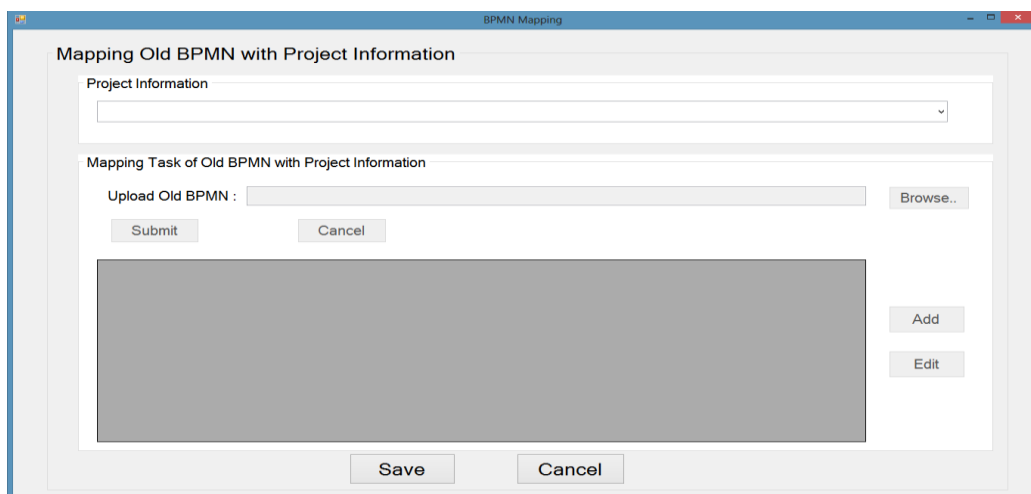 BPMN Mapping
Mapping Old BPMN with Project Information
Project Information
Mapping Task of Old BPMN with Project Information
Upload Old BPMN :
Browse..
Submit
Cancel
Add
Edit
Save
Cancel